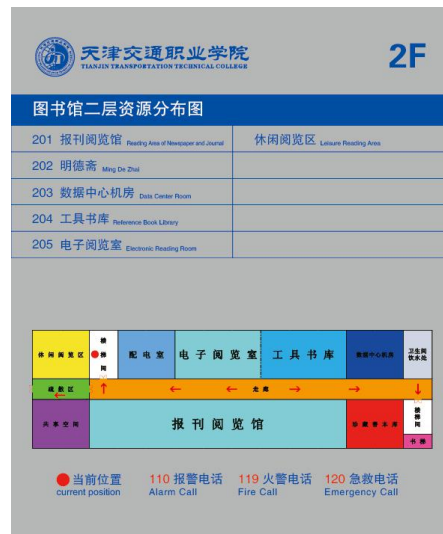 天津交通职业学院
TIANJIN TRANSPORTATION TECHNICAL COLLEGE
2F
图书馆二层资源分布图
201 报刊阅览馆 Reading Area of Newspaper and Journal
休闲阅览区 Leisure Reading Area
202 明德斋 Ming De Zhai
203 数据中心机房 Data Center Room
204 工具书库 Reference Book Library
205 电子阅览室 Electronic Reading Room
休闲阅览区
楼梯间
配电室
电子阅览室
工具书库
数据中心机房
卫生间
饮水处
疏散区
走廊
共享空间
报刊阅览馆
楼梯间
书梯
当前位置
current position
110 报警电话
Alarm Call
119 火警电话
Fire Call
120 急救电话
Emergency Call